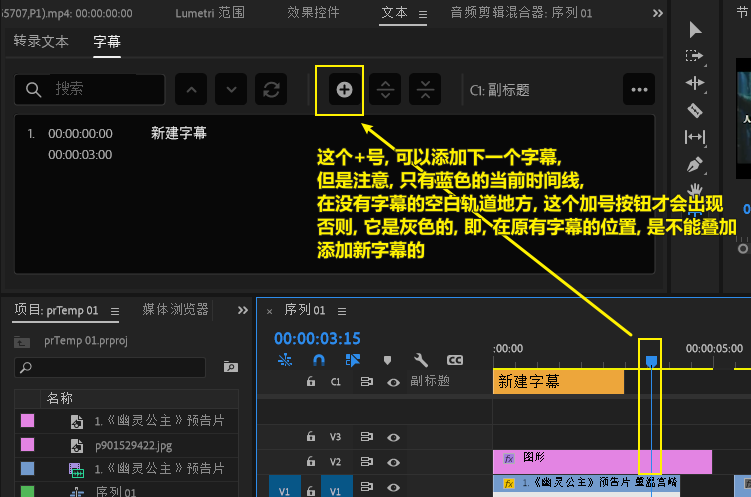 65707,P1).mp4: 00:00:00:00
Lumetri 范围
效果控件
文本
音频剪辑混合器: 序列 01
转录文本
字幕
搜索
C1: 副标题
1. 00:00:00:00 新建字幕
00:00:03:00
这个+号, 可以添加下一个字幕,
但是注意, 只有蓝色的当前时间线,
在没有字幕的空白轨道地方, 这个加号按钮才会出现
否则, 它是灰色的, 即, 在原有字幕的位置, 是不能叠加
添加新字幕的
节
人
项目: prTemp 01
媒体浏览器
prTemp 01.prproj
名称
1.《幽灵公主》预告片
p901529422.jpg
1.《幽灵公主》预告片
序列 01
× 序列 01
00:00:03:15
:00:00
00:00:05:00
C1 副标题
新建字幕
V3
V2
fx 图形
V1 V1
fx 1.《幽灵公主》预告片 重温宫崎